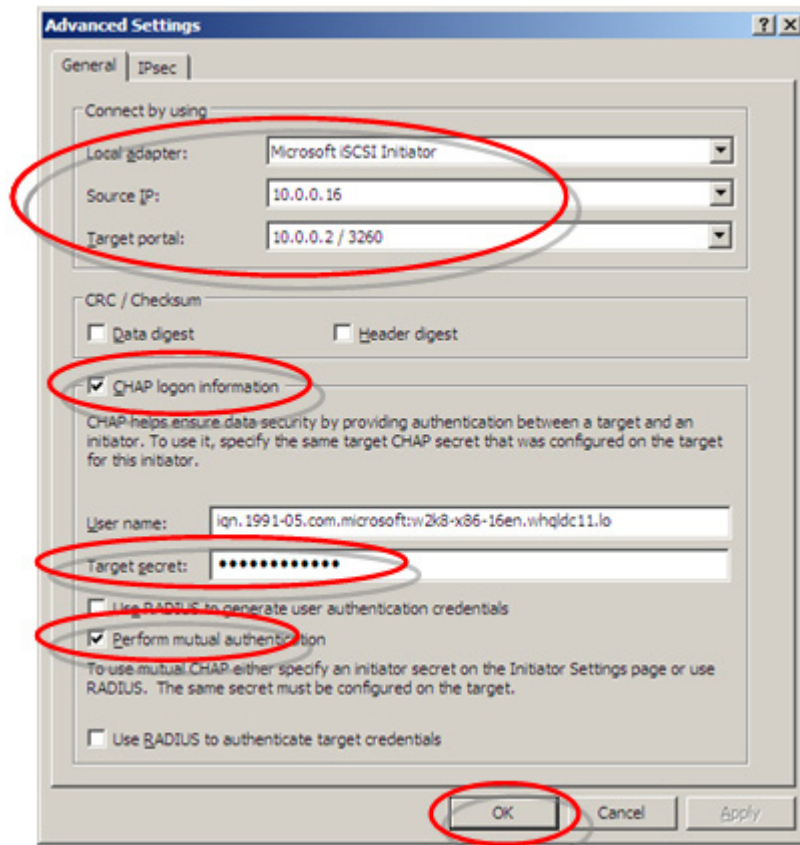 Advanced Settings
General
IPsec
Connect by using
Local adapter:
Microsoft iSCSI Initiator
Source IP:
10.0.0.16
Target portal:
10.0.0.2 / 3260
CRC / Checksum
Data digest
Header digest
CHAP logon information
CHAP helps ensure data security by providing authentication between a target and an
initiator. To use it, specify the same target CHAP secret that was configured on the target
for this initiator.
User name:
iqn.1991-05.com.microsoft:w2k8-x86-16en.whqldc11.lo
Target secret:
••••••••••••
Use RADIUS to generate user authentication credentials
Perform mutual authentication
To use mutual CHAP either specify an initiator secret on the Initiator Settings page or use
RADIUS. The same secret must be configured on the target.
Use RADIUS to authenticate target credentials
OK
Cancel
Apply